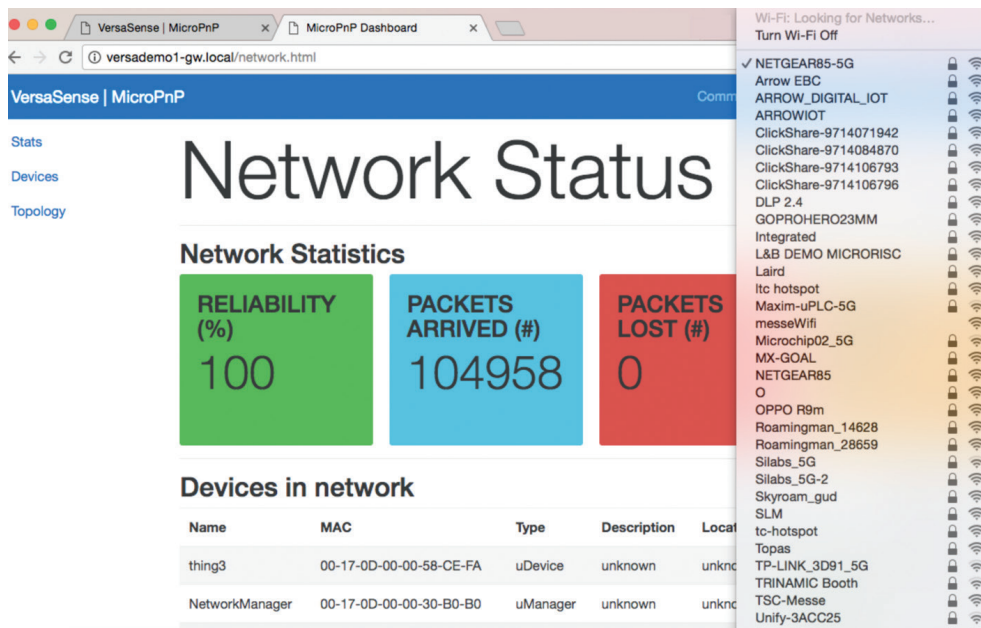 VersaSense | MicroPnP
MicroPnP Dashboard
versademo1-gw.local/network.html
VersaSense | MicroPnP
Comm
Stats
Devices
Topology
Network Status
Network Statistics
RELIABILITY
(%)
100
PACKETS
ARRIVED (#)
104958
PACKETS
LOST (#)
0
Devices in network
Name MAC Type Description Locat
thing3 00-17-0D-00-00-58-CE-FA uDevice unknown unkno
NetworkManager 00-17-0D-00-00-30-B0-B0 uManager unknown unkno
Wi-Fi: Looking for Networks...
Turn Wi-Fi Off
✓ NETGEAR85-5G
Arrow EBC
ARROW_DIGITAL_IOT
ARROWIOT
ClickShare-9714071942
ClickShare-9714084870
ClickShare-9714106793
ClickShare-9714106796
DLP 2.4
GOPROHERO23MM
Integrated
L&B DEMO MICRORISC
Laird
ltc hotspot
Maxim-uPLC-5G
messeWifi
Microchip02_5G
MX-GOAL
NETGEAR85
O
OPPO R9m
Roamingman_14628
Roamingman_28659
Silabs_5G
Silabs_5G-2
Skyroam_gud
SLM
tc-hotspot
Topas
TP-LINK_3D91_5G
TRINAMIC Booth
TSC-Messe
Unify-3ACC25